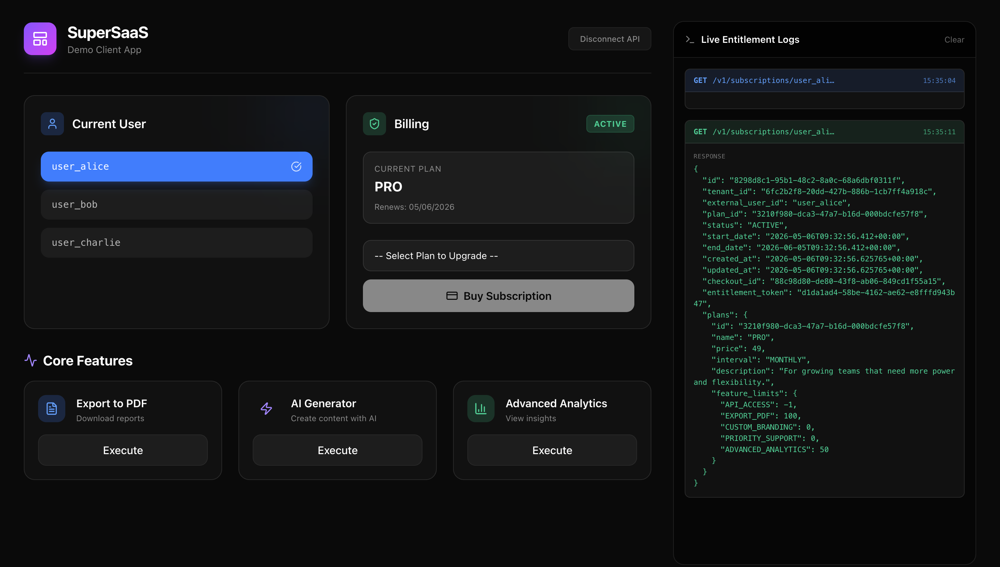 SuperSaaS
Demo Client App
Disconnect API
Current User
user_alice
user_bob
user_charlie
Billing
ACTIVE
CURRENT PLAN
PRO
Renews: 05/06/2026
-- Select Plan to Upgrade --
Buy Subscription
Core Features
Export to PDF
Download reports
Execute
AI Generator
Create content with AI
Execute
Advanced Analytics
View insights
Execute
Live Entitlement Logs
Clear
GET /v1/subscriptions/user_ali… 15:35:04
GET /v1/subscriptions/user_ali… 15:35:11
RESPONSE
{
"id": "8298d8c1-95b1-48c2-8a0c-68a6dbf0311f",
"tenant_id": "6fc2b2f8-20dd-427b-886b-1cb7ff4a918c",
"external_user_id": "user_alice",
"plan_id": "3210f980-dca3-47a7-b16d-000bdcfe57f8",
"status": "ACTIVE",
"start_date": "2026-05-06T09:32:56.412+00:00",
"end_date": "2026-06-05T09:32:56.412+00:00",
"created_at": "2026-05-06T09:32:56.625765+00:00",
"updated_at": "2026-05-06T09:32:56.625765+00:00",
"checkout_id": "88c98d80-de80-43f8-ab06-849cd1f55a15",
"entitlement_token": "d1da1ad4-58be-4162-ae62-e8fffd943b
47",
"plans": {
"id": "3210f980-dca3-47a7-b16d-000bdcfe57f8",
"name": "PRO",
"price": 49,
"interval": "MONTHLY",
"description": "For growing teams that need more power
and flexibility.",
"feature_limits": {
"API_ACCESS": -1,
"EXPORT_PDF": 100,
"CUSTOM_BRANDING": 0,
"PRIORITY_SUPPORT": 0,
"ADVANCED_ANALYTICS": 50
}
}
}